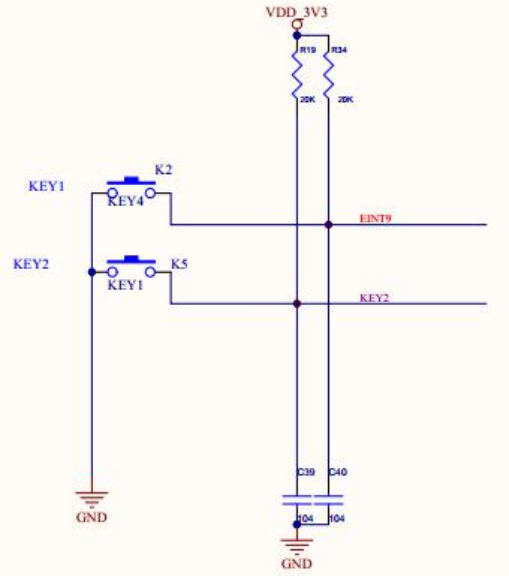 VDD_3V3
R19 R34
20K 20K
K2
KEY1
KEY4
EINT9
KEY2 K5
KEY1
KEY2
C39 C40
104 104
GND
GND